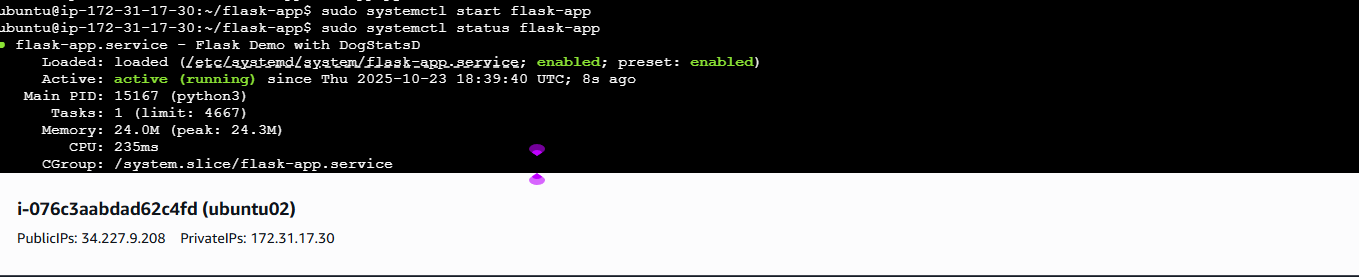 ubuntu@ip-172-31-17-30:~/flask-app$ sudo systemctl start flask-app
ubuntu@ip-172-31-17-30:~/flask-app$ sudo systemctl status flask-app
● flask-app.service - Flask Demo with DogStatsD
Loaded: loaded (/etc/systemd/system/flask-app.service; enabled; preset: enabled)
Active: active (running) since Thu 2025-10-23 18:39:40 UTC; 8s ago
Main PID: 15167 (python3)
Tasks: 1 (limit: 4667)
Memory: 24.0M (peak: 24.3M)
CPU: 235ms
CGroup: /system.slice/flask-app.service
i-076c3aabdad62c4fd (ubuntu02)
PublicIPs: 34.227.9.208 PrivateIPs: 172.31.17.30